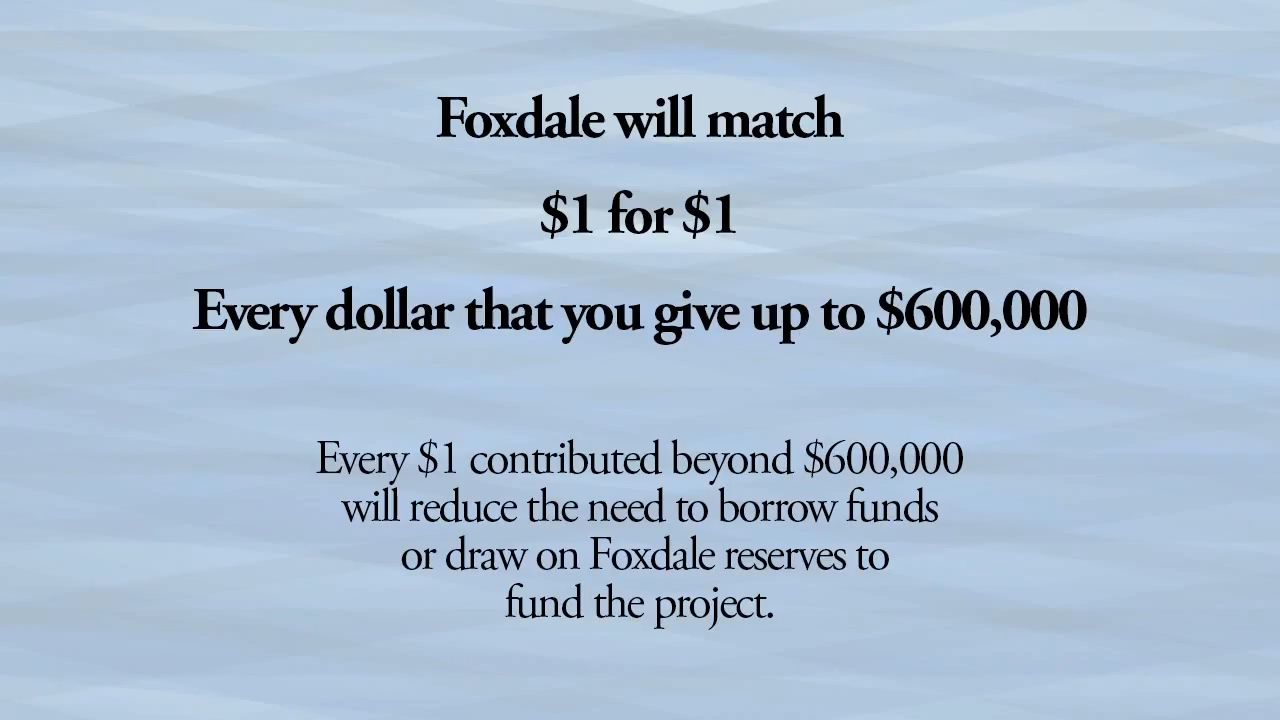 Foxdale will match
$1 for $1
Every dollar that you give up to $600,000
Every $1 contributed beyond $600,000
will reduce the need to borrow funds
or draw on Foxdale reserves to
fund the project.